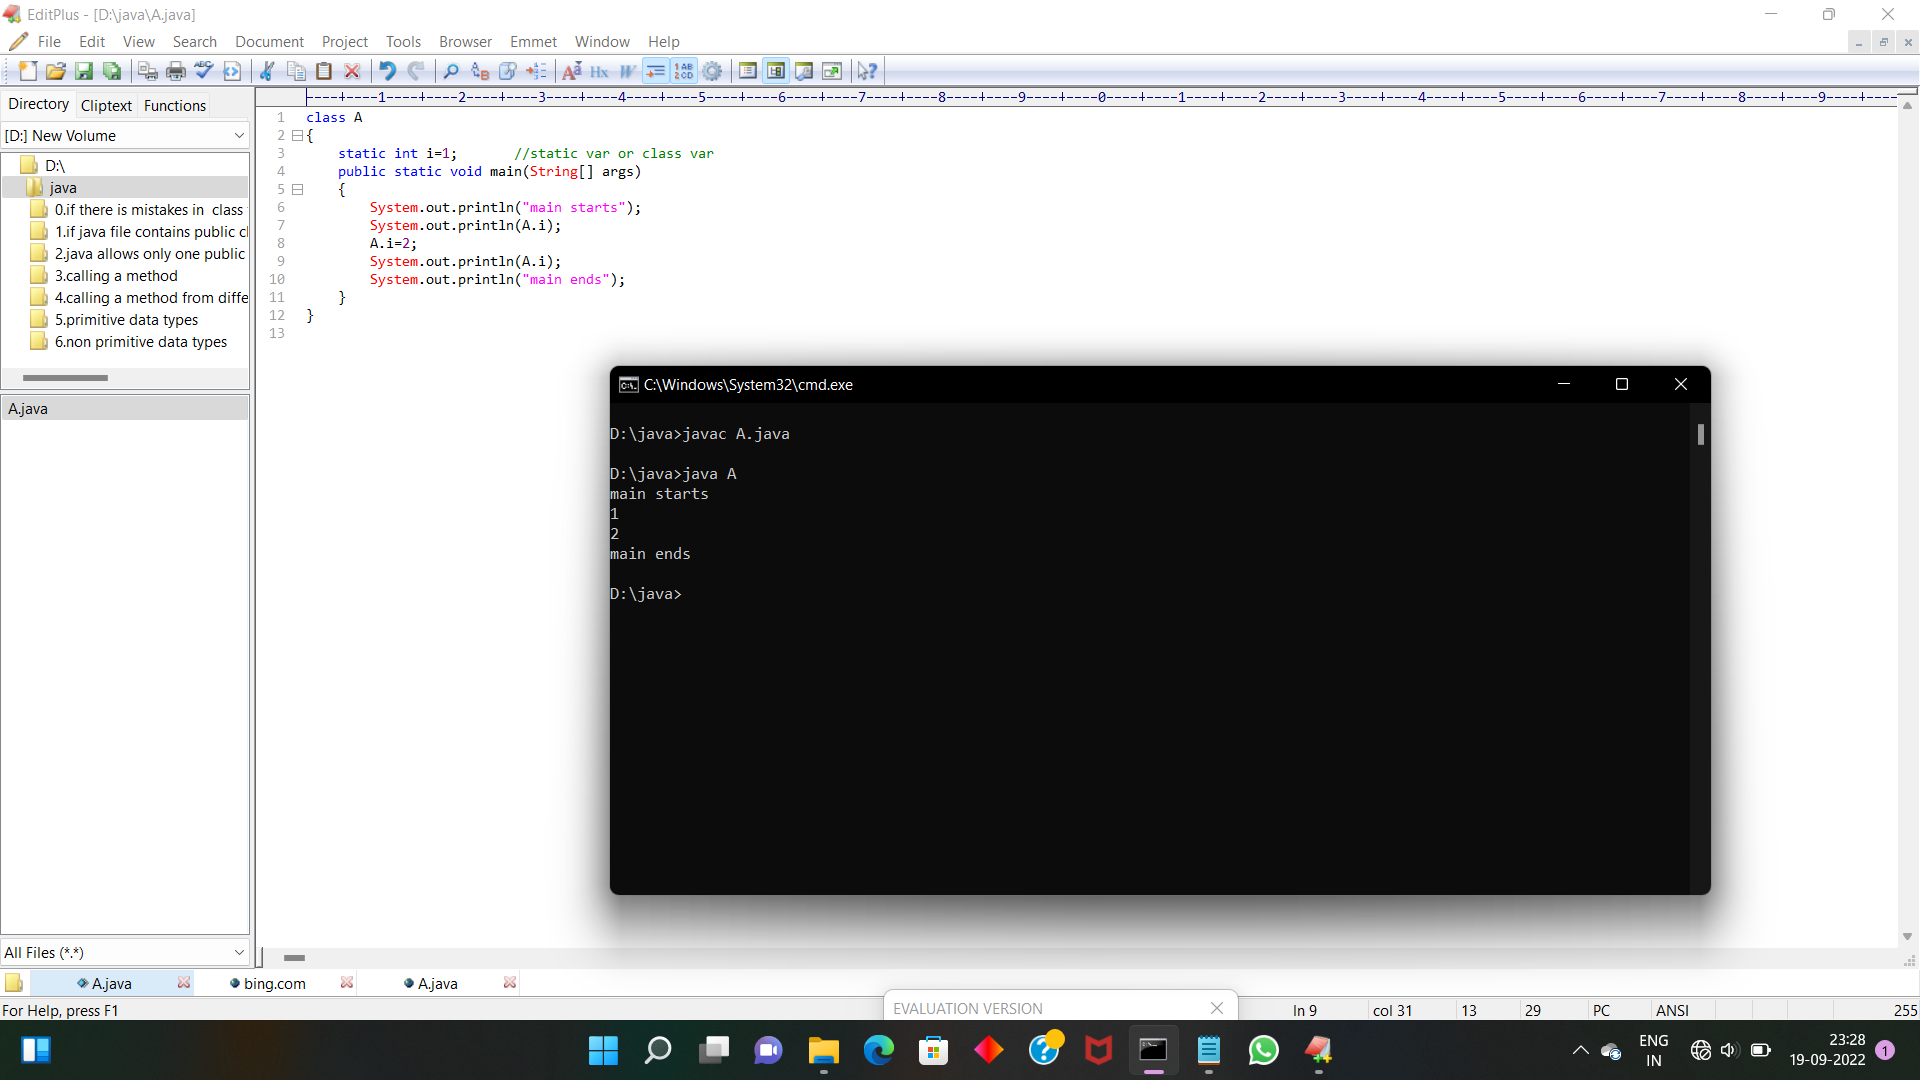 EditPlus - [D:\java\A.java]
File Edit View Search Document Project Tools Browser Emmet Window Help
Directory Cliptext Functions
[D:] New Volume
D:\
java
0.if there is mistakes in class
1.if java file contains public cl
2.java allows only one public
3.calling a method
4.calling a method from diffe
5.primitive data types
6.non primitive data types
A.java
All Files (*.*)
----+----1----+----2----+----3----+----4----+----5----+----6----+----7----+----8----+----9----+----0----+----1----+----2----+----3----+----4----+----5----+----6----+----7----+----8----+----9----+----
1 class A
2 {
3 static int i=1; //static var or class var
4 public static void main(String[] args)
5 {
6 System.out.println("main starts");
7 System.out.println(A.i);
8 A.i=2;
9 System.out.println(A.i);
10 System.out.println("main ends");
11 }
12 }
13
C:\Windows\System32\cmd.exe
D:\java>javac A.java
D:\java>java A
main starts
1
2
main ends
D:\java>
A.java bing.com A.java
For Help, press F1 EVALUATION VERSION ln 9 col 31 13 29 PC ANSI 255
ENG 23:28
IN 19-09-2022 1